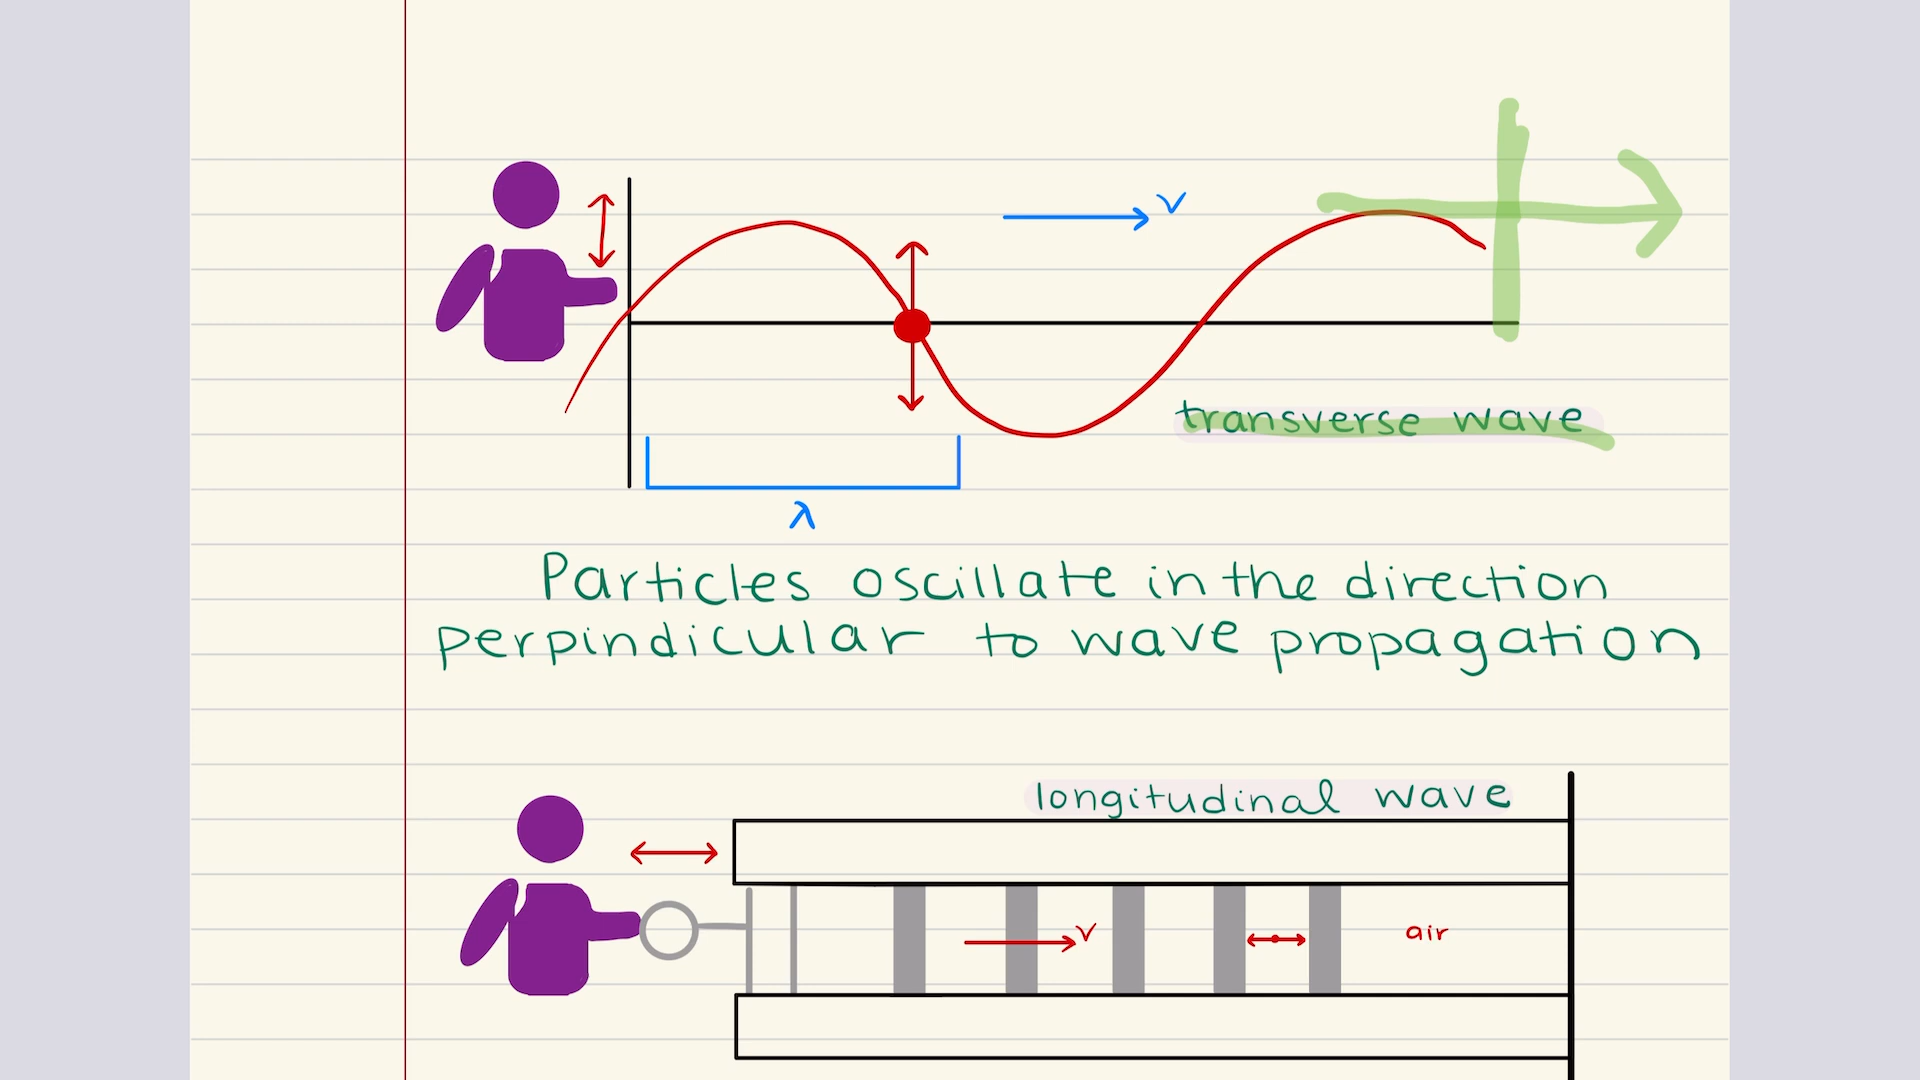 v
transverse wave
λ
Particles oscillate in the direction
perpindicular to wave propagation
longitudinal wave
v
air